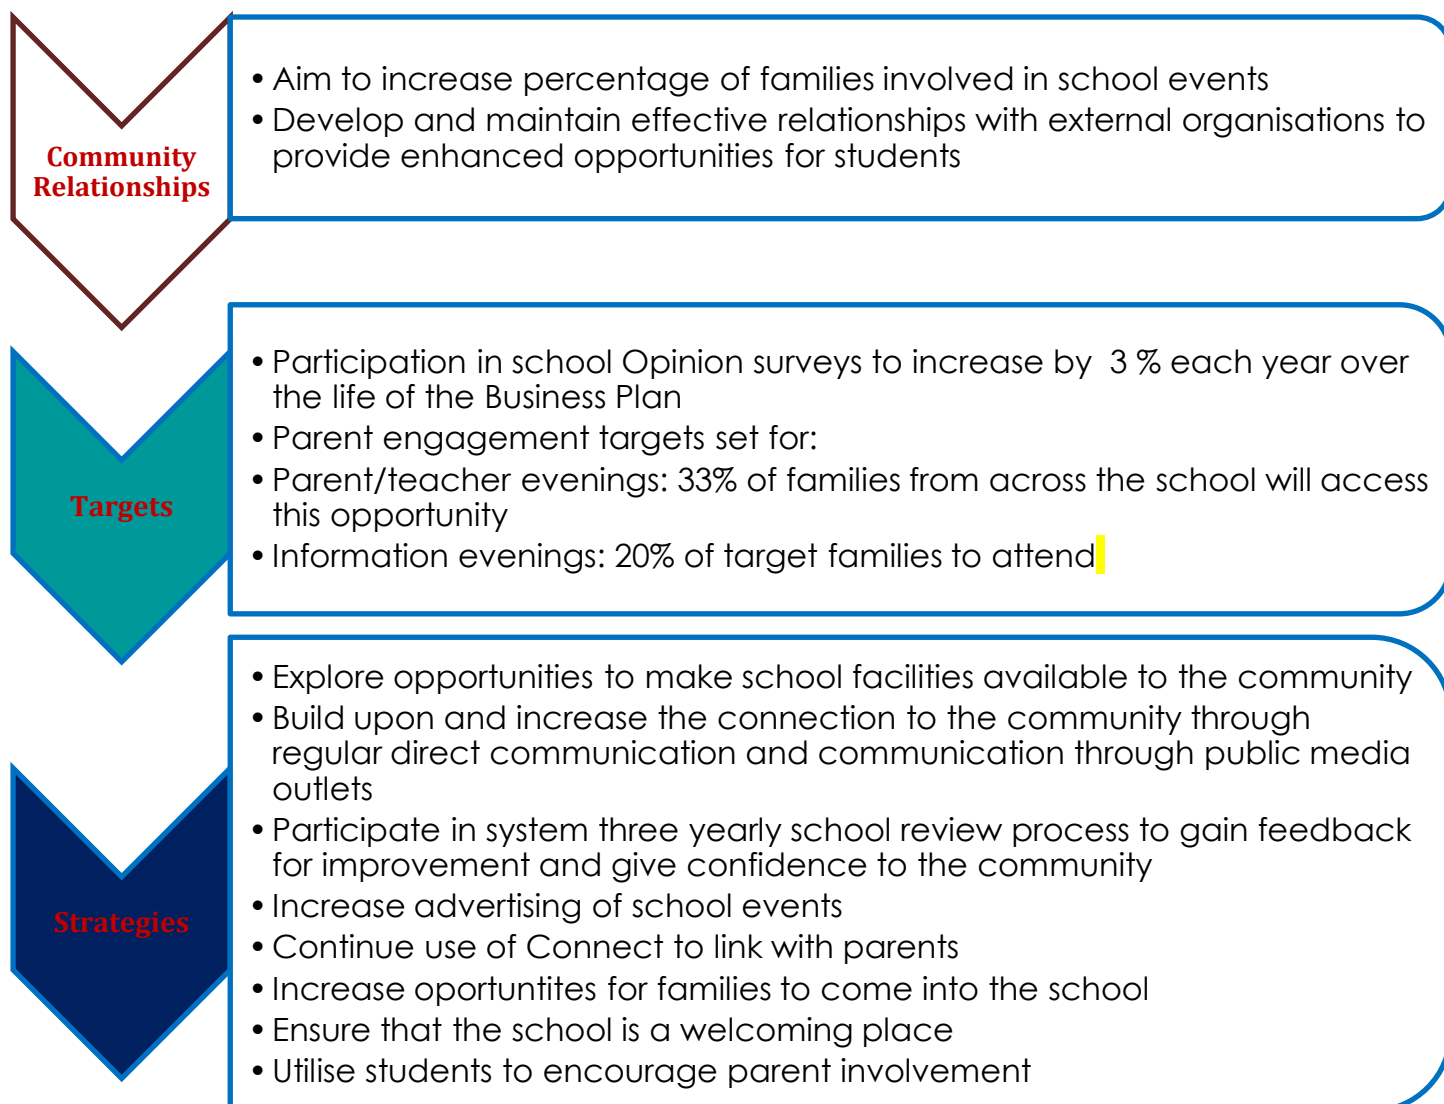 Community
Relationships
• Aim to increase percentage of families involved in school events
• Develop and maintain effective relationships with external organisations to
provide enhanced opportunities for students
Targets
• Participation in school Opinion surveys to increase by  3 % each year over
the life of the Business Plan
• Parent engagement targets set for:
• Parent/teacher evenings: 33% of families from across the school will access
this opportunity
• Information evenings: 20% of target families to attend
Strategies
• Explore opportunities to make school facilities available to the community
• Build upon and increase the connection to the community through
regular direct communication and communication through public media
outlets
• Participate in system three yearly school review process to gain feedback
for improvement and give confidence to the community
• Increase advertising of school events
• Continue use of Connect to link with parents
• Increase oportuntites for families to come into the school
• Ensure that the school is a welcoming place
• Utilise students to encourage parent involvement